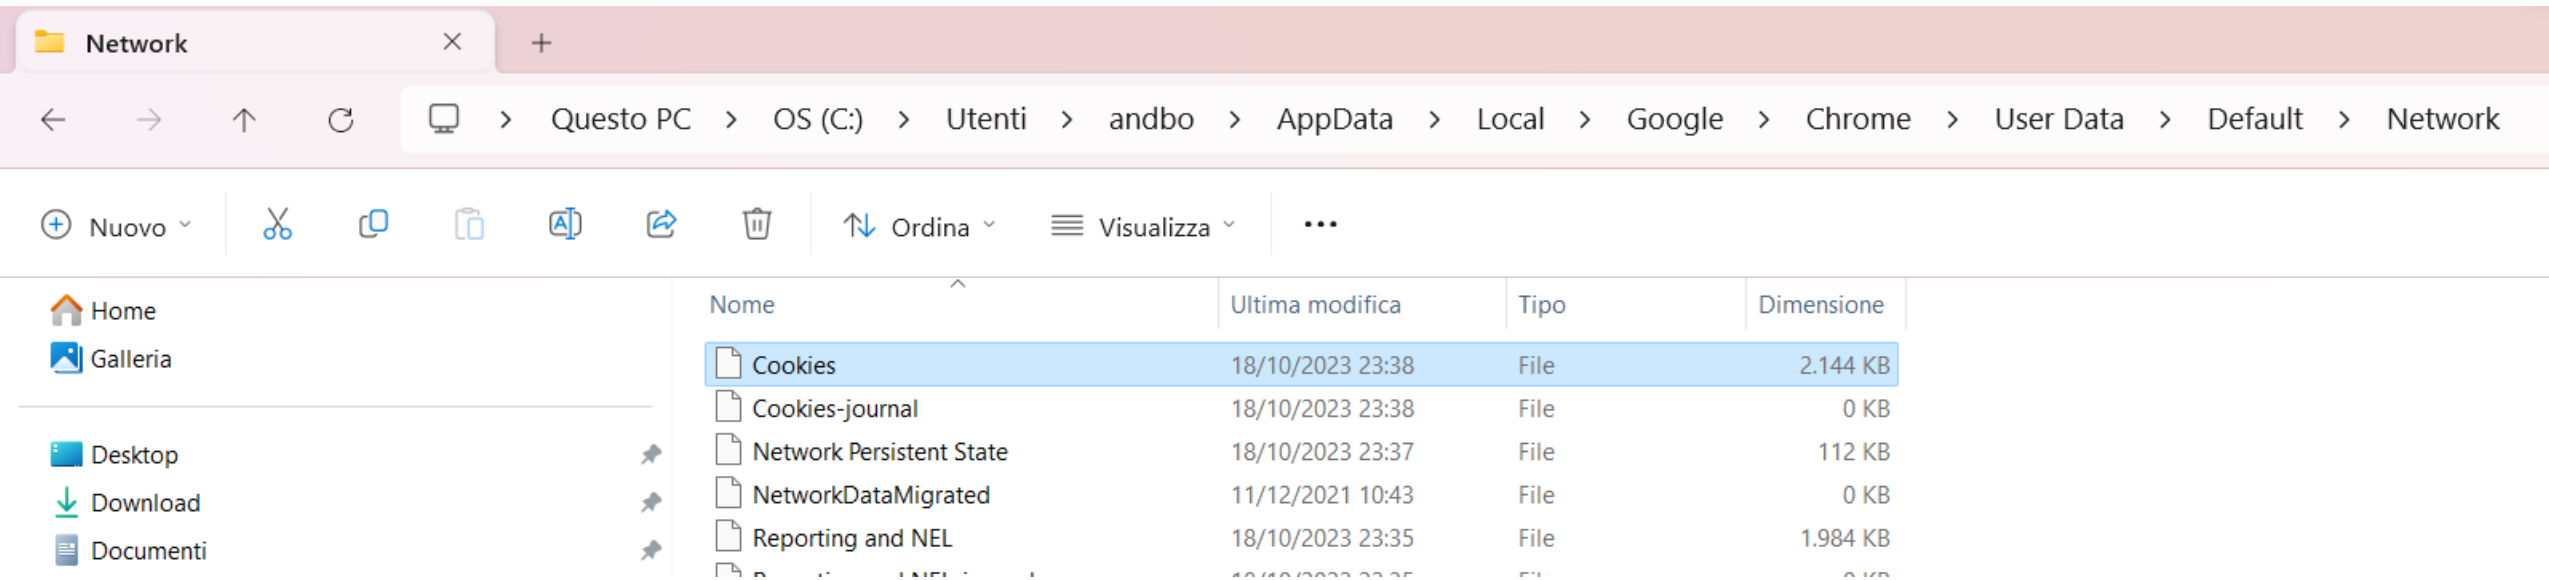 Network
Questo PC > OS (C:) > Utenti > andbo > AppData > Local > Google > Chrome > User Data > Default > Network
Nuovo Ordina Visualizza
Home
Galleria
Desktop
Download
Documenti
Nome Ultima modifica Tipo Dimensione
Cookies 18/10/2023 23:38 File 2.144 KB
Cookies-journal 18/10/2023 23:38 File 0 KB
Network Persistent State 18/10/2023 23:37 File 112 KB
NetworkDataMigrated 11/12/2021 10:43 File 0 KB
Reporting and NEL 18/10/2023 23:35 File 1.984 KB